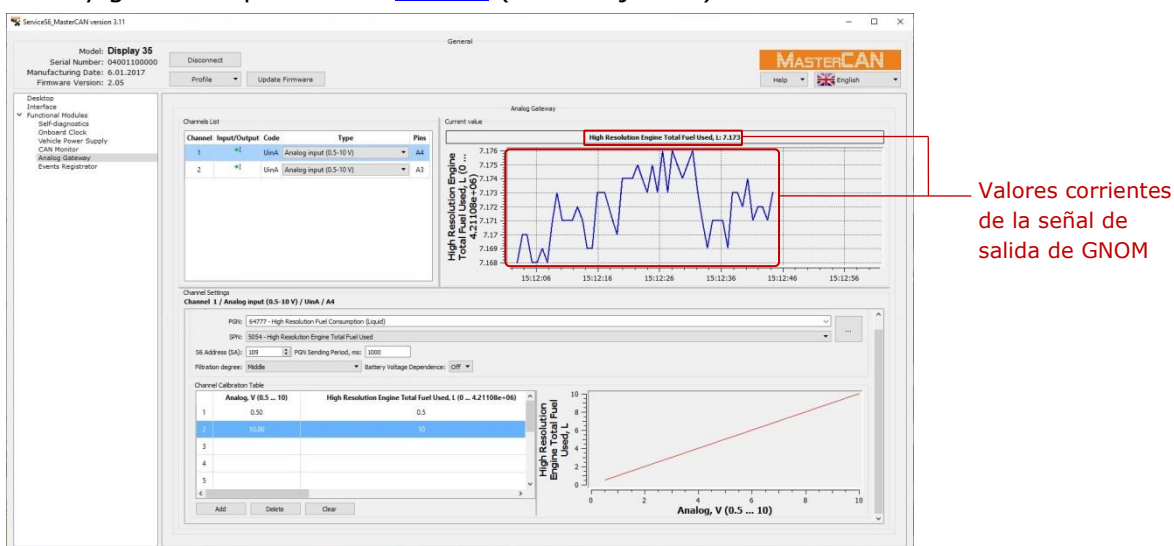 ServiceS6_MasterCAN version 3.11
General
Model: Display 35
Serial Number: 04001100000
Manufacturing Date: 6.01.2017
Firmware Version: 2.05
Disconnect
Profile
Update Firmware
MASTERCAN
Help
English
Desktop
Interface
Functional Modules
Self-diagnostics
Onboard Clock
Vehicle Power Supply
CAN Monitor
Analog Gateway
Events Registrator
Analog Gateway
Channels List
Channel Input/Output Code Type Pins
1 UinA Analog input (0.5-10 V) A4
2 UinA Analog input (0.5-10 V) A3
Current value
High Resolution Engine Total Fuel Used, L: 7.173
High Resolution Engine
Total Fuel Used, L (0 ...
4.21108e+06)
7.176
7.175
7.174
7.173
7.172
7.171
7.17
7.169
7.168
15:12:06 15:12:16 15:12:26 15:12:36 15:12:46 15:12:56
Valores corrientes
de la señal de
salida de GNOM
Channel Settings
Channel 1 / Analog input (0.5-10 V) / UinA / A4
PGN: 64777 - High Resolution Fuel Consumption (Liquid)
...
SPN: 5054 - High Resolution Engine Total Fuel Used
S6 Address (SA): 109 PGN Sending Period, ms: 1000
Filtration degree: Middle Battery Voltage Dependence: Off
Channel Calibration Table
Analog, V (0.5 ... 10) High Resolution Engine Total Fuel Used, L (0 ... 4.21108e+06)
1 0.50 0.5
2 10.00 10
3
4
5
Add Delete Clear
High Resolution
Engine Total Fuel
Used, L
10
8
6
4
2
0
0 2 4 6 8 10
Analog, V (0.5 ... 10)